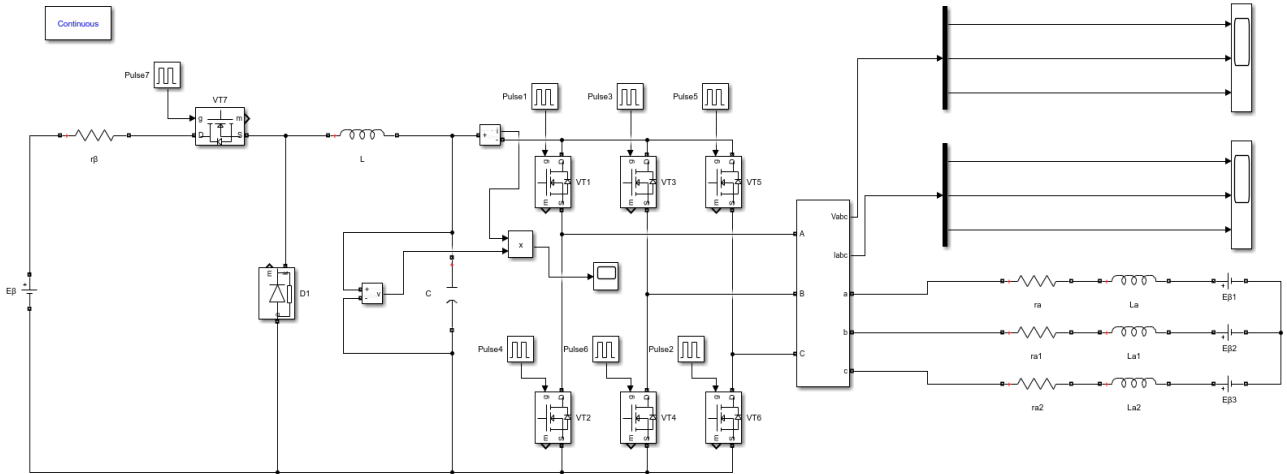 Continuous
Pulse7
VT7
g
m
D
S
rβ
L
Eβ
m
a
k
D1
C
+
-
v
+
-
i
x
Pulse1
Pulse3
Pulse5
g
D
m
S
VT1
g
D
m
S
VT3
g
D
m
S
VT5
Pulse4
Pulse6
Pulse2
g
D
m
S
VT2
g
D
m
S
VT4
g
D
m
S
VT6
Vabc
Iabc
A
B
C
a
b
c
ra
La
Eβ1
ra1
La1
Eβ2
ra2
La2
Eβ3